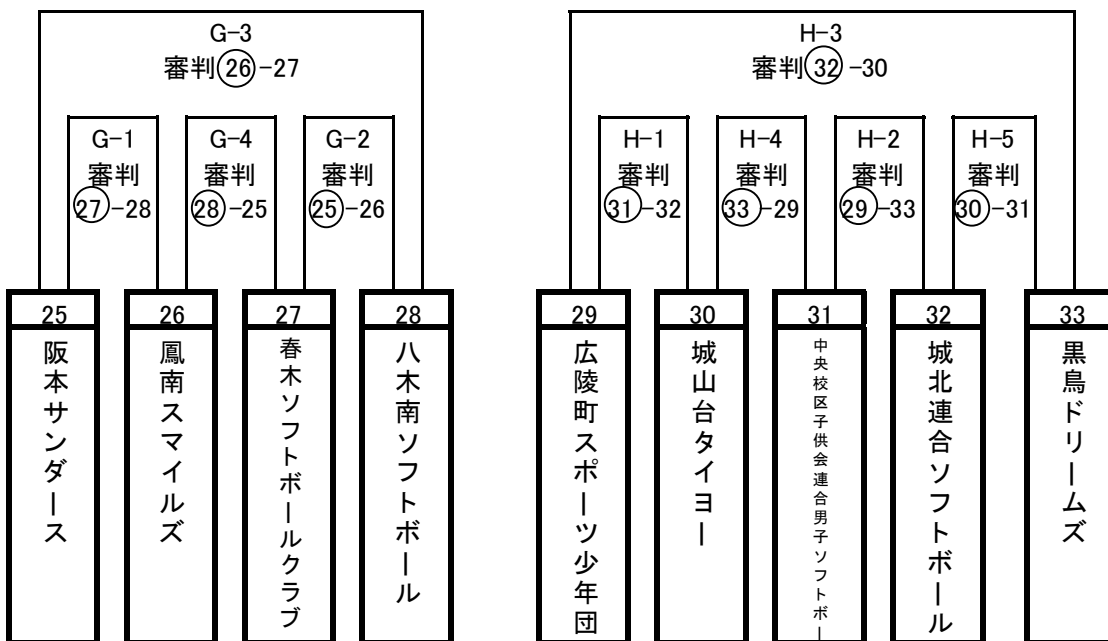 G-3
審判㉖-27
G-1
審判
㉗-28
G-4
審判
㉘-25
G-2
審判
㉕-26
25
阪本サンダース
26
鳳南スマイルズ
27
春木ソフトボールクラブ
28
八木南ソフトボール
H-3
審判㉜-30
H-1
審判
㉛-32
H-4
審判
㉝-29
H-2
審判
㉙-33
H-5
審判
㉚-31
29
広陵町スポーツ少年団
30
城山台タイヨー
31
中央校区子供会連合男子ソフトボー
32
城北連合ソフトボール
33
黒鳥ドリームズ